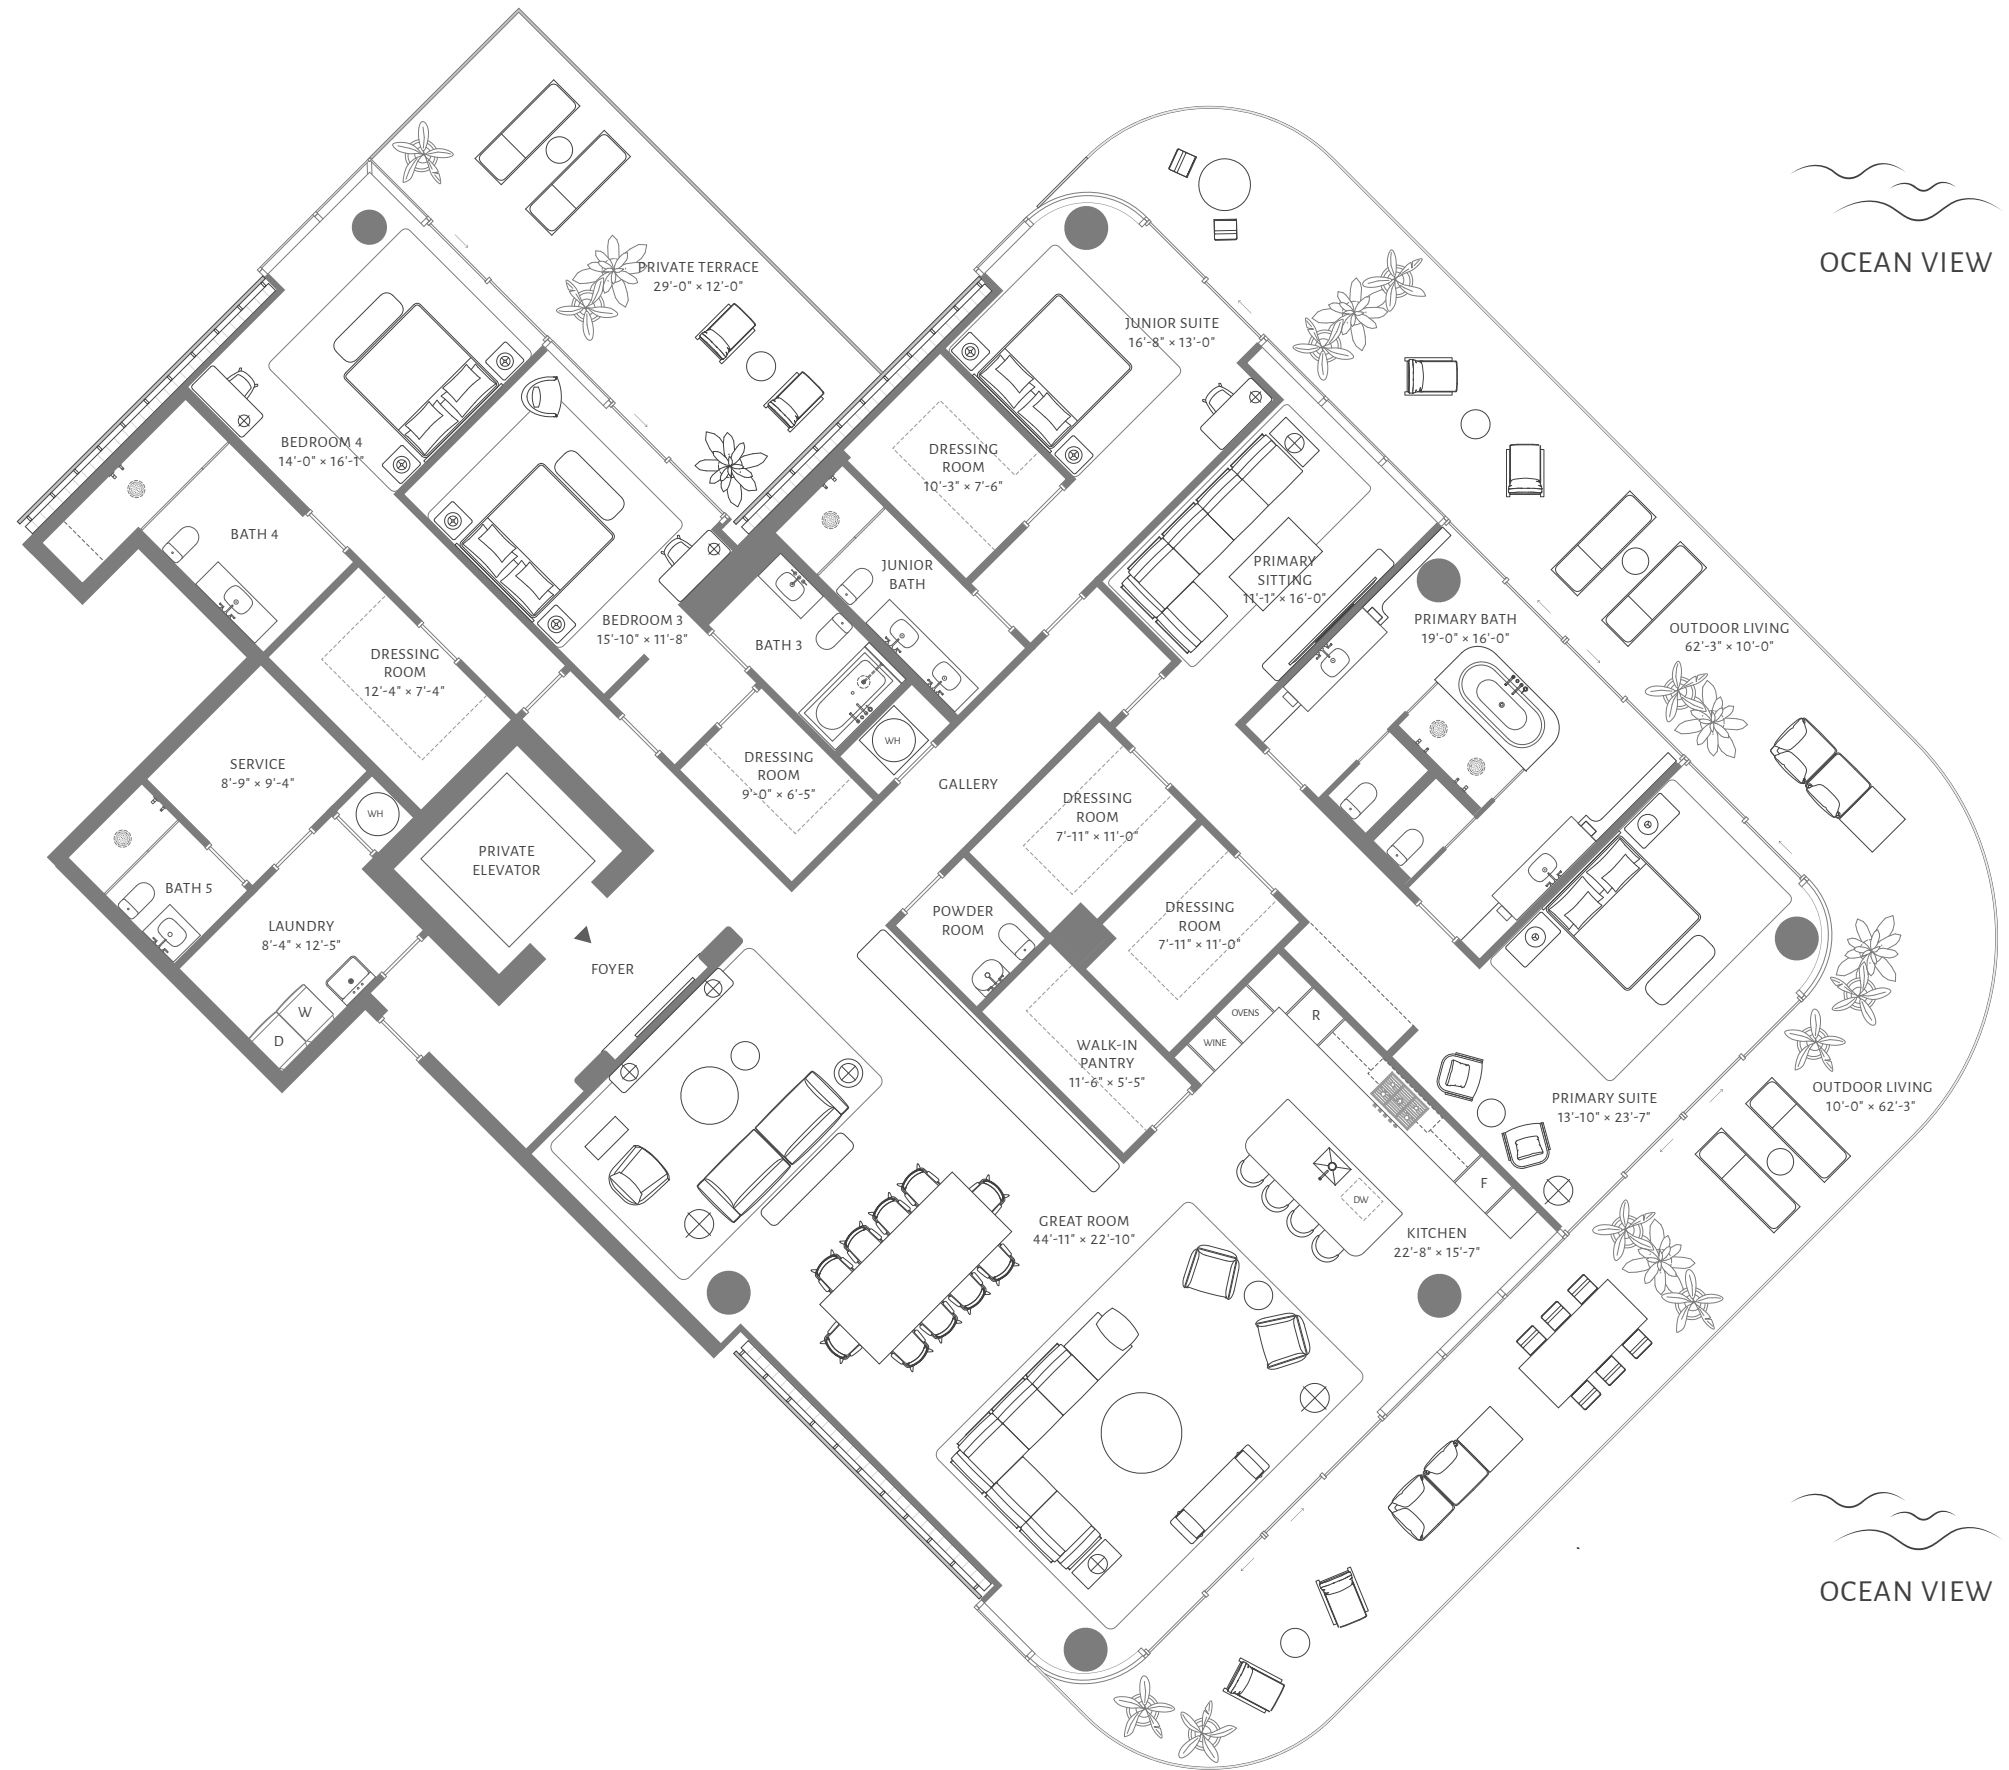 OCEAN VIEW
PRIVATE TERRACE
29'-0" × 12'-0"
JUNIOR SUITE
16'-8" × 13'-0"
BEDROOM 4
14'-0" × 16'-1"
DRESSING
ROOM
10'-3" × 7'-6"
BATH 4
JUNIOR
BATH
PRIMARY
SITTING
11'-1" × 16'-0"
BEDROOM 3
15'-10" × 11'-8"
BATH 3
PRIMARY BATH
19'-0" × 16'-0"
OUTDOOR LIVING
62'-3" × 10'-0"
DRESSING
ROOM
12'-4" × 7'-4"
WH
SERVICE
8'-9" × 9'-4"
DRESSING
ROOM
9'-0" × 6'-5"
GALLERY
DRESSING
ROOM
7'-11" × 11'-0"
WH
PRIVATE
ELEVATOR
BATH 5
LAUNDRY
8'-4" × 12'-5"
POWDER
ROOM
DRESSING
ROOM
7'-11" × 11'-0"
FOYER
W
D
OVENS
R
WINE
WALK-IN
PANTRY
11'-6" × 5'-5"
PRIMARY SUITE
13'-10" × 23'-7"
OUTDOOR LIVING
10'-0" × 62'-3"
F
DW
GREAT ROOM
44'-11" × 22'-10"
KITCHEN
22'-8" × 15'-7"
OCEAN VIEW